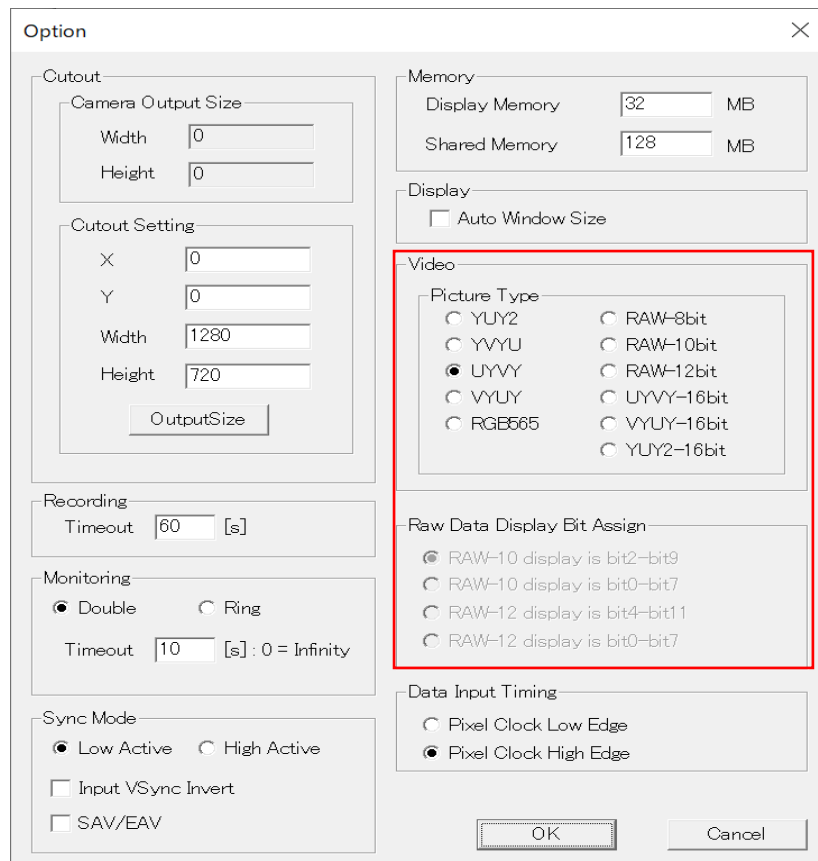 Option
Cutout
Camera Output Size
Width 0
Height 0
Cutout Setting
X 0
Y 0
Width 1280
Height 720
OutputSize
Recording
Timeout 60 [s]
Monitoring
Double Ring
Timeout 10 [s] : 0 = Infinity
Sync Mode
Low Active High Active
Input VSync Invert
SAV/EAV
Memory
Display Memory 32 MB
Shared Memory 128 MB
Display
Auto Window Size
Video
Picture Type
YUY2 RAW-8bit
YVYU RAW-10bit
UYVY RAW-12bit
VYUY UYVY-16bit
RGB565 VYUY-16bit
YUY2-16bit
Raw Data Display Bit Assign
RAW-10 display is bit2-bit9
RAW-10 display is bit0-bit7
RAW-12 display is bit4-bit11
RAW-12 display is bit0-bit7
Data Input Timing
Pixel Clock Low Edge
Pixel Clock High Edge
OK Cancel